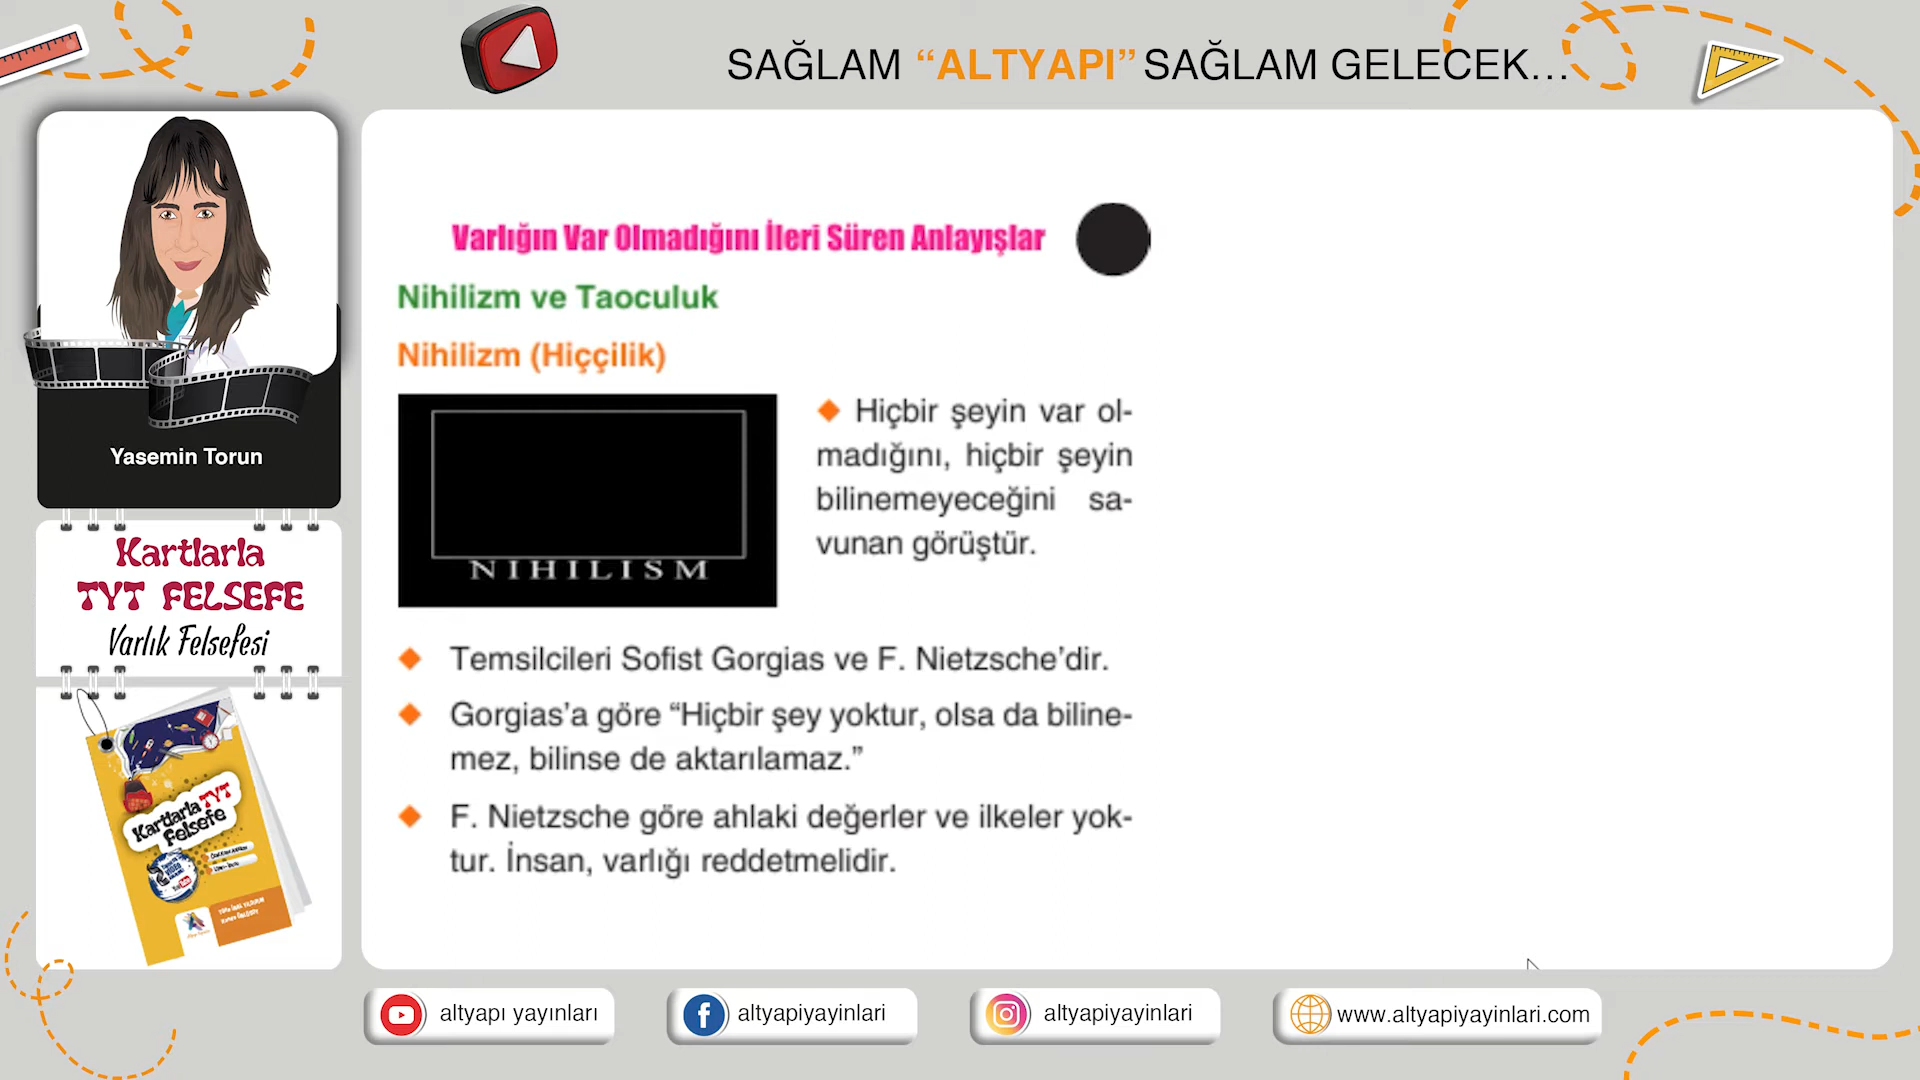 SAĞLAM “ALTYAPI” SAĞLAM GELECEK...
Yasemin Torun
Kartlarla
TYT FELSEFE
Varlık Felsefesi
Kartlarla TYT
Felsefe
Varlığın Var Olmadığını İleri Süren Anlayışlar
Nihilizm ve Taoculuk
Nihilizm (Hiççilik)
NIHILISM
Hiçbir şeyin var ol-
madığını, hiçbir şeyin
bilinemeyeceğini sa-
vunan görüştür.
Temsilcileri Sofist Gorgias ve F. Nietzsche’dir.
Gorgias’a göre “Hiçbir şey yoktur, olsa da biline-
mez, bilinse de aktarılamaz.”
F. Nietzsche göre ahlaki değerler ve ilkeler yok-
tur. İnsan, varlığı reddetmelidir.
altyapı yayınları
altyapiyayinlari
altyapiyayinlari
www.altyapiyayinlari.com